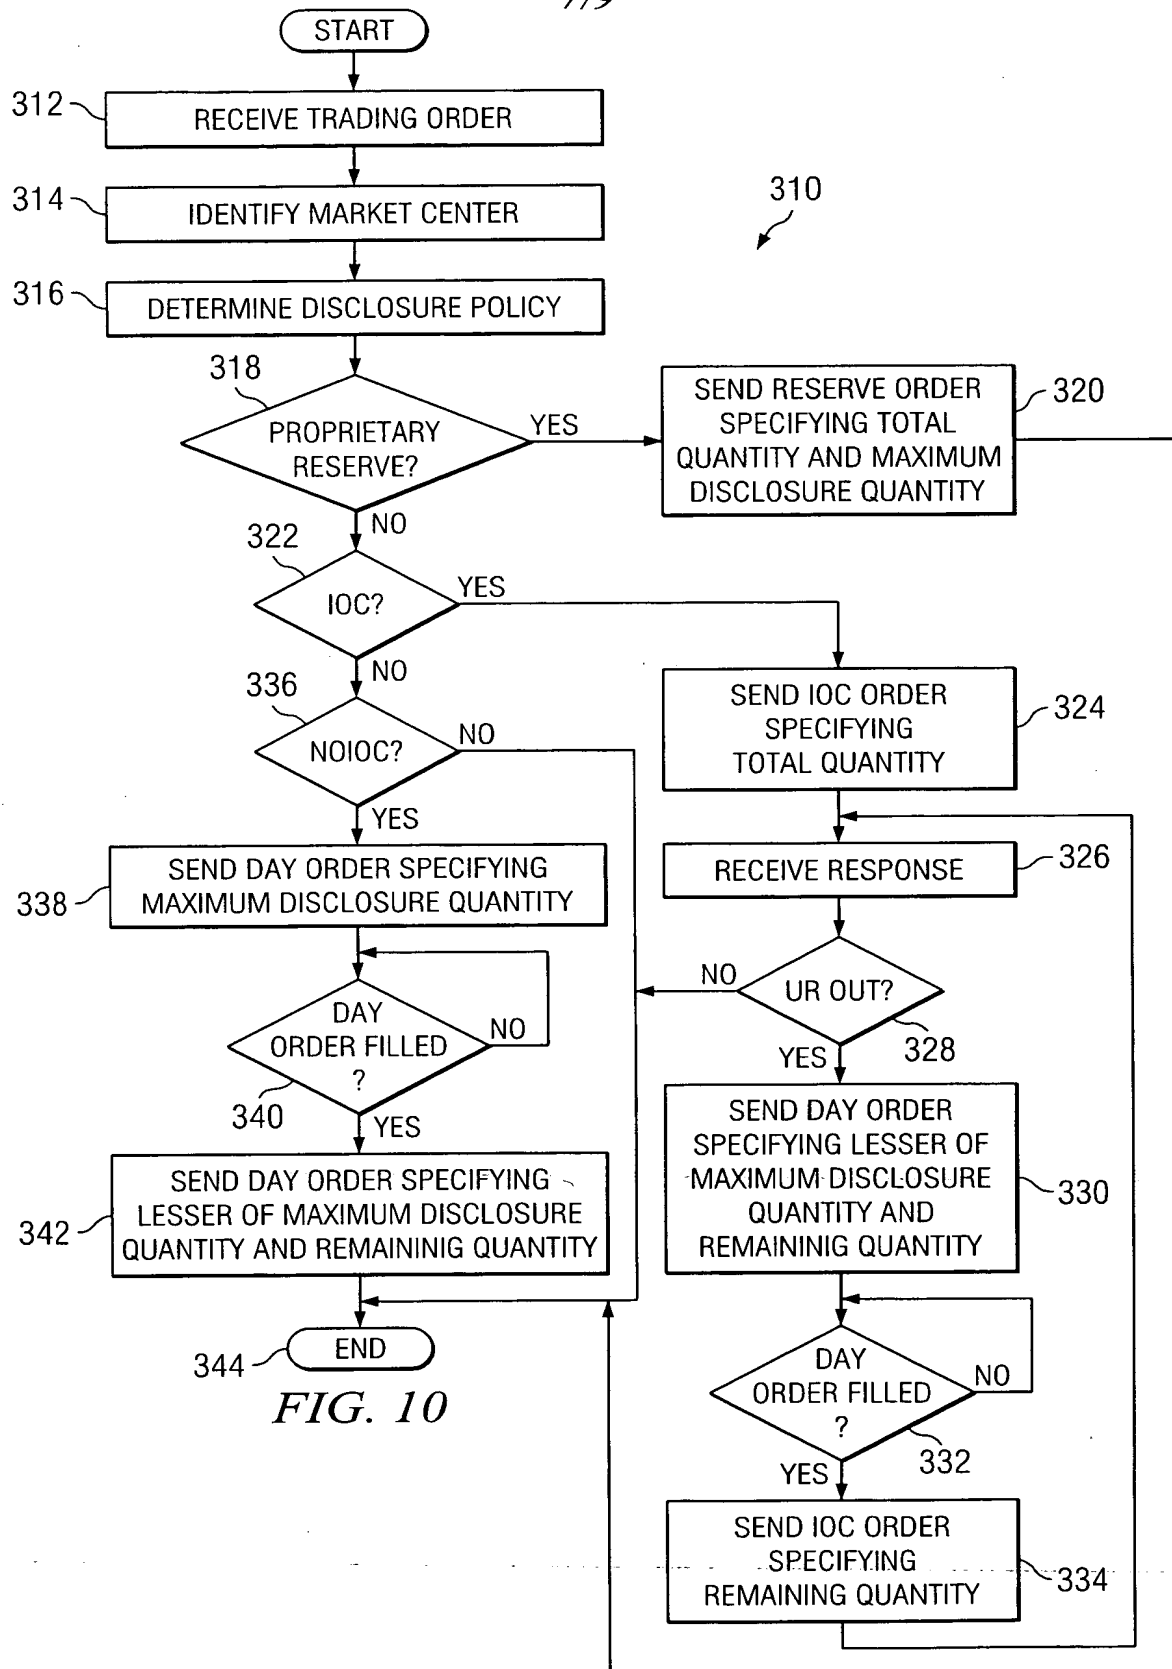 START
312
RECEIVE TRADING ORDER
314
IDENTIFY MARKET CENTER
310
316
DETERMINE DISCLOSURE POLICY
318
PROPRIETARY
RESERVE?
YES
NO
SEND RESERVE ORDER
SPECIFYING TOTAL
QUANTITY AND MAXIMUM
DISCLOSURE QUANTITY
320
322
IOC?
YES
NO
336
NOIOC?
NO
YES
SEND IOC ORDER
SPECIFYING
TOTAL QUANTITY
324
RECEIVE RESPONSE
326
338
SEND DAY ORDER SPECIFYING
MAXIMUM DISCLOSURE QUANTITY
UR OUT?
NO
328
YES
DAY
ORDER FILLED
?
NO
340
YES
SEND DAY ORDER
SPECIFYING LESSER OF
MAXIMUM DISCLOSURE
QUANTITY AND
REMAININIG QUANTITY
330
342
SEND DAY ORDER SPECIFYING
LESSER OF MAXIMUM DISCLOSURE
QUANTITY AND REMAININIG QUANTITY
344
END
FIG. 10
DAY
ORDER FILLED
?
NO
332
YES
SEND IOC ORDER
SPECIFYING
REMAINING QUANTITY
334